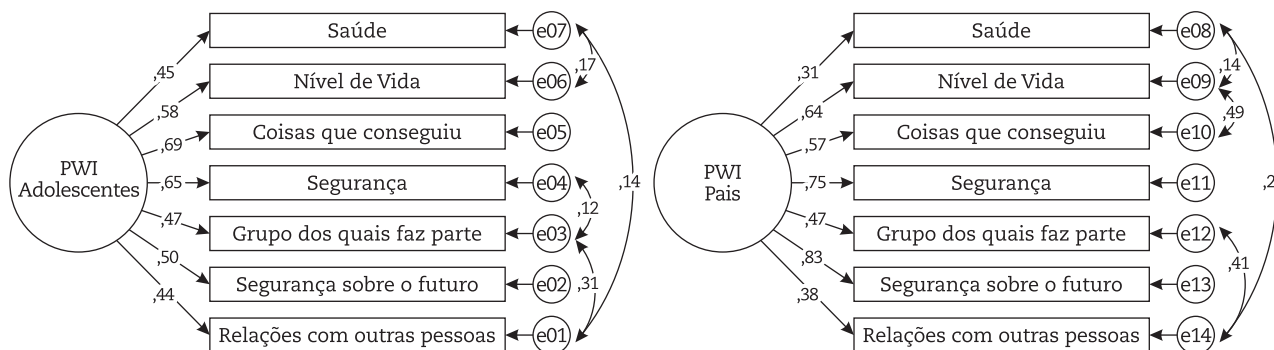 PWI
Adolescentes
,45
,58
,69
,65
,47
,50
,44
Saúde
Nível de Vida
Coisas que conseguiu
Segurança
Grupo dos quais faz parte
Segurança sobre o futuro
Relações com outras pessoas
e07
e06
e05
e04
e03
e02
e01
,17
,12
,31
,14
PWI
Pais
,31
,64
,57
,75
,47
,83
,38
Saúde
Nível de Vida
Coisas que conseguiu
Segurança
Grupo dos quais faz parte
Segurança sobre o futuro
Relações com outras pessoas
e08
e09
e10
e11
e12
e13
e14
,14
,49
,41